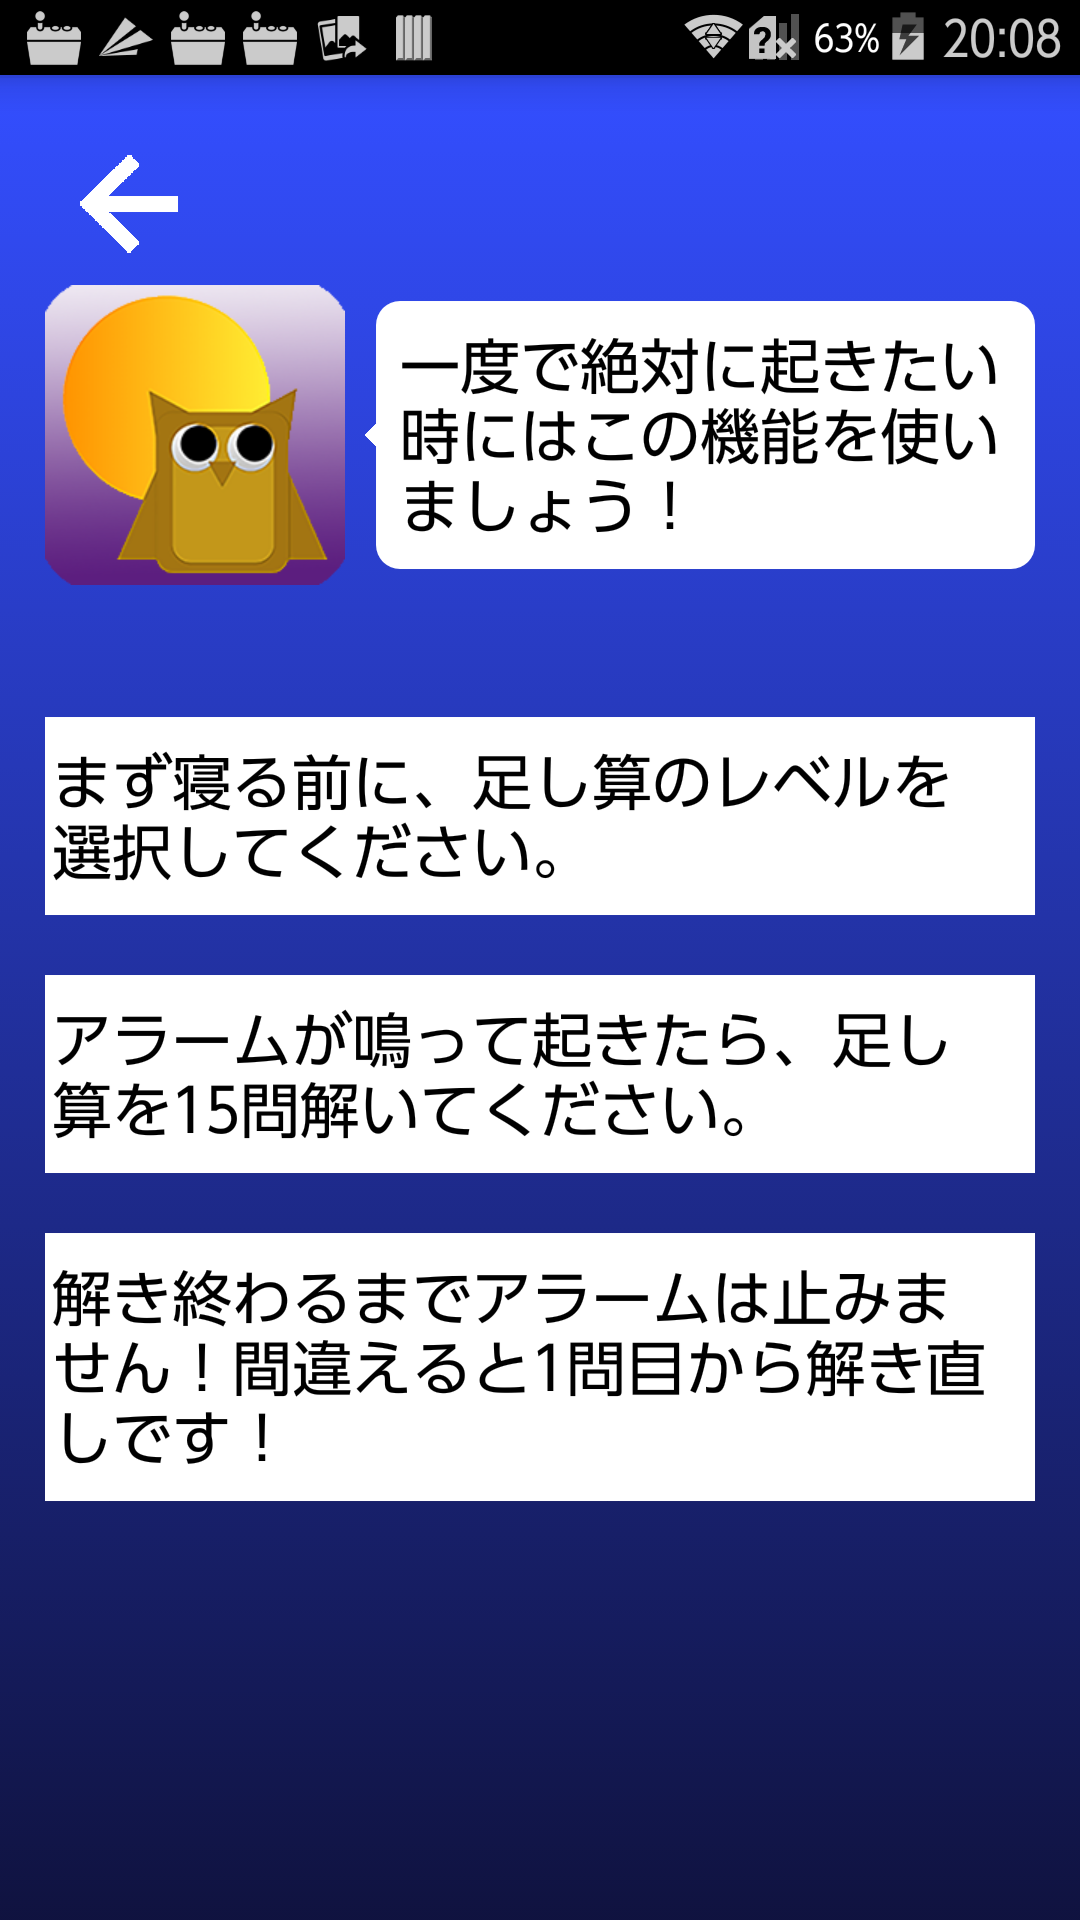 63% 20:08
一度で絶対に起きたい
時にはこの機能を使い
ましょう！
まず寝る前に、足し算のレベルを
選択してください。
アラームが鳴って起きたら、足し
算を15問解いてください。
解き終わるまでアラームは止みま
せん！間違えると1問目から解き直
しです！